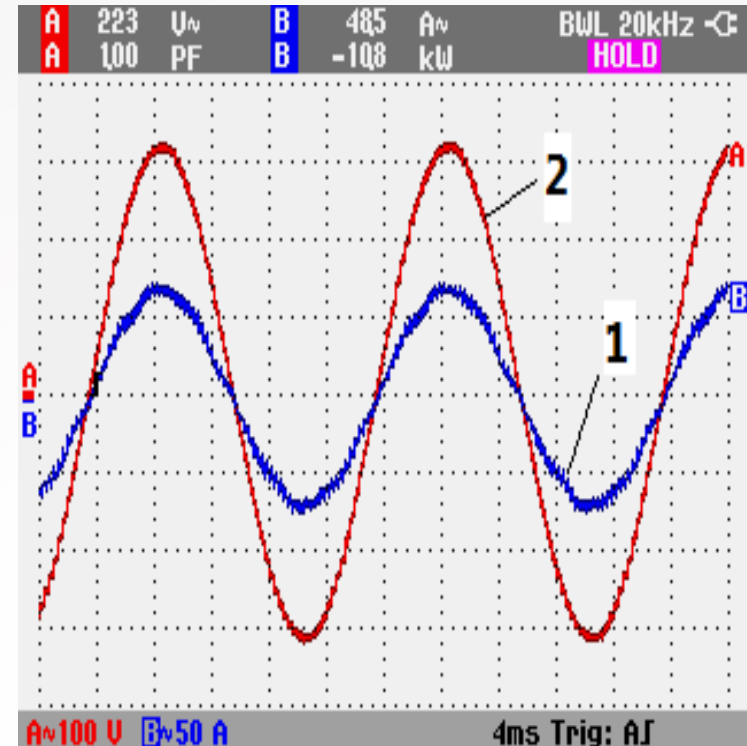 A 223 V~ B 48,5 A~ BWL 20kHz
A 1,00 PF B -10,8 kW HOLD
2
A
B
1
A
B
A~100 V B~50 A 4ms Trig: A∫